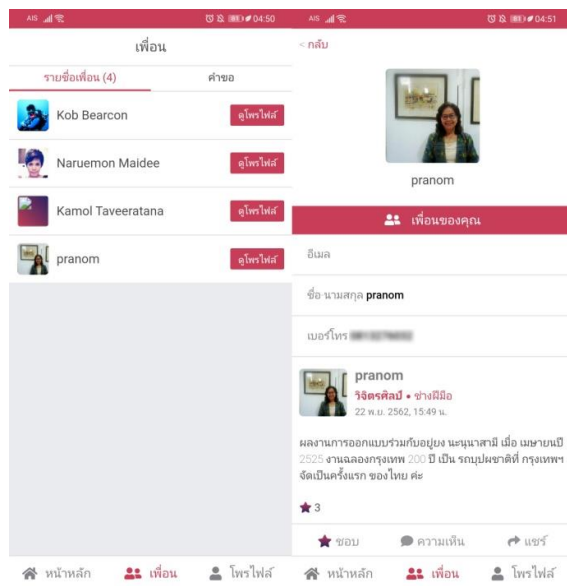 AIS
04:50
เพื่อน
รายชื่อเพื่อน (4)
คำขอ
Kob Bearcon
ดูโพรไฟล์
Naruemon Maidee
ดูโพรไฟล์
Kamol Taveeratana
ดูโพรไฟล์
pranom
ดูโพรไฟล์
หน้าหลัก
เพื่อน
โพรไฟล์
AIS
04:51
< กลับ
pranom
เพื่อนของคุณ
อีเมล
ชื่อ-นามสกุล pranom
เบอร์โทร
pranom
วิจิตรศิลป์ • ช่างฝีมือ
22 พ.ย. 2562, 15:49 น.
ผลงานการออกแบบร่วมกับอยู่ยง นะนุนาสามี เมื่อ เมษายนปี
2525 งานฉลองกรุงเทพ 200 ปี เป็น รถบุปผชาติที่ กรุงเทพฯ
จัดเป็นครั้งแรก ของไทย ค่ะ
3
ชอบ
ความเห็น
แชร์
หน้าหลัก
เพื่อน
โพรไฟล์